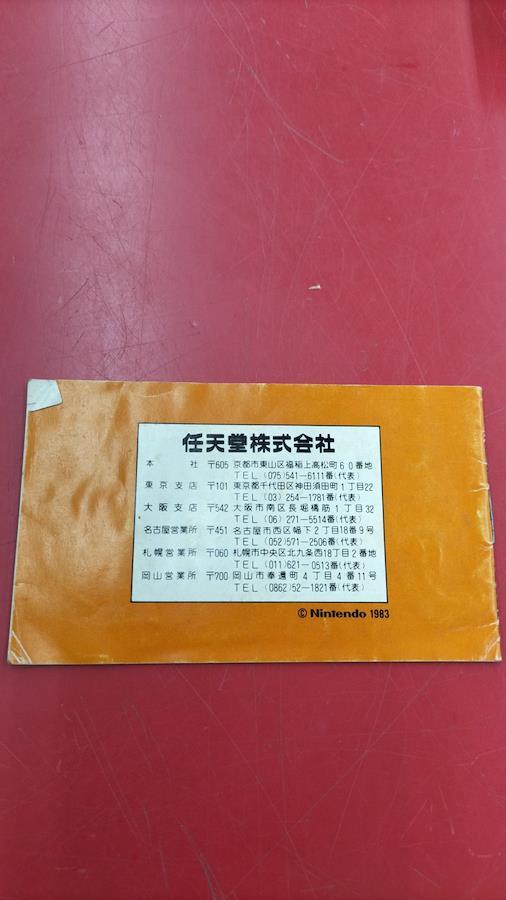 任天堂株式会社
本社 〒605 京都市東山区福稲上高松町60番地
TEL (075)541-6111番(代表)
東京支店 〒101 東京都千代田区神田須田町1丁目22
TEL (03) 254-1781番(代表)
大阪支店 〒542 大阪市南区長堀橋筋1丁目32
TEL (06) 271-5514番(代表)
名古屋営業所 〒451 名古屋市西区幅下2丁目18番9号
TEL (052)571-2506番(代表)
札幌営業所 〒060 札幌市中央区北九条西18丁目2番地
TEL (011)621-0513番(代表)
岡山営業所 〒700 岡山市奉還町4丁目4番11号
TEL (0862)52-1821番(代表)
© Nintendo 1983